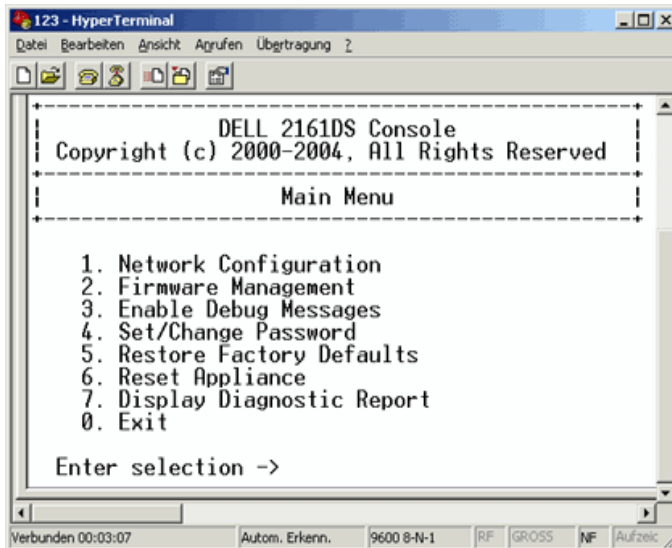 123 - HyperTerminal
Datei Bearbeiten Ansicht Anrufen Übertragung ?
DELL 2161DS Console
Copyright (c) 2000-2004, All Rights Reserved
Main Menu
1. Network Configuration
2. Firmware Management
3. Enable Debug Messages
4. Set/Change Password
5. Restore Factory Defaults
6. Reset Appliance
7. Display Diagnostic Report
0. Exit
Enter selection ->
Verbunden 00:03:07 Autom. Erkenn. 9600 8-N-1 RF GROSS NF Aufzeic